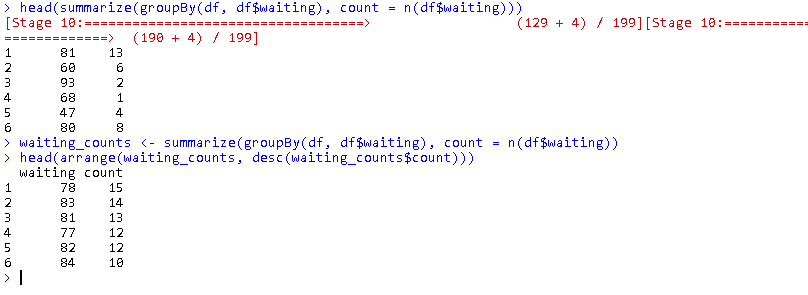 > head(summarize(groupBy(df, df$waiting), count = n(df$waiting)))
[Stage 10:===================================> (129 + 4) / 199][Stage 10:===========
=============> (190 + 4) / 199]
1 81 13
2 60 6
3 93 2
4 68 1
5 47 4
6 80 8
> waiting_counts <- summarize(groupBy(df, df$waiting), count = n(df$waiting))
> head(arrange(waiting_counts, desc(waiting_counts$count)))
waiting count
1 78 15
2 83 14
3 81 13
4 77 12
5 82 12
6 84 10
>